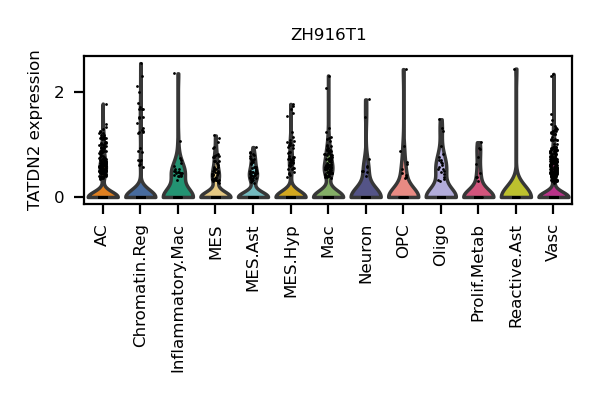 ZH916T1
TATDN2 expression
2
0
AC
Chromatin.Reg
Inflammatory.Mac
MES
MES.Ast
MES.Hyp
Mac
Neuron
OPC
Oligo
Prolif.Metab
Reactive.Ast
Vasc